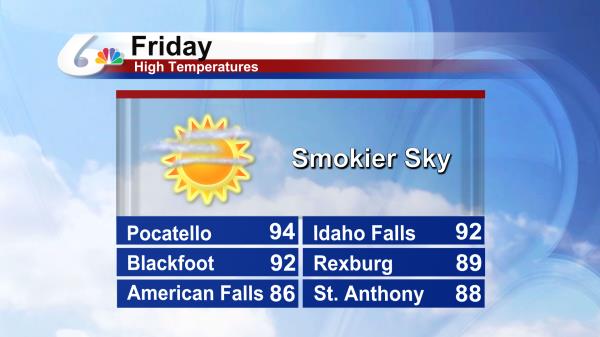 6
Friday
High Temperatures
Smokier Sky
Pocatello 94 Idaho Falls 92
Blackfoot 92 Rexburg 89
American Falls 86 St. Anthony 88